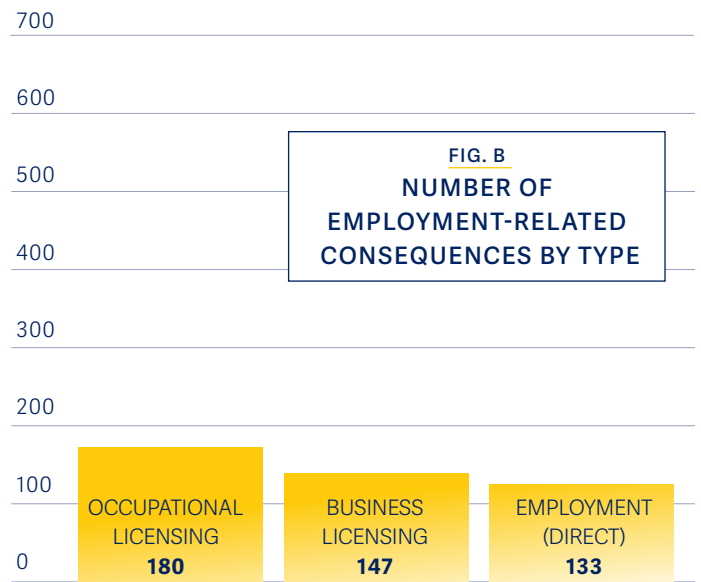 700
600
FIG. B
NUMBER OF
EMPLOYMENT-RELATED
CONSEQUENCES BY TYPE
500
400
300
200
100
0
OCCUPATIONAL
LICENSING
180
BUSINESS
LICENSING
147
EMPLOYMENT
(DIRECT)
133